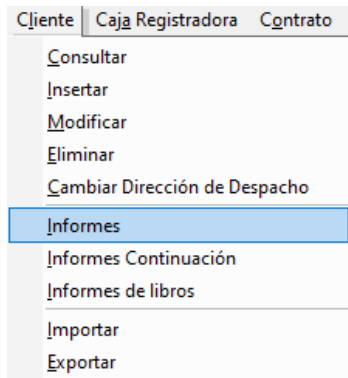 Cliente Caja Registradora Contrato
Consultar
Insertar
Modificar
Eliminar
Cambiar Dirección de Despacho
Informes
Informes Continuación
Informes de libros
Importar
Exportar